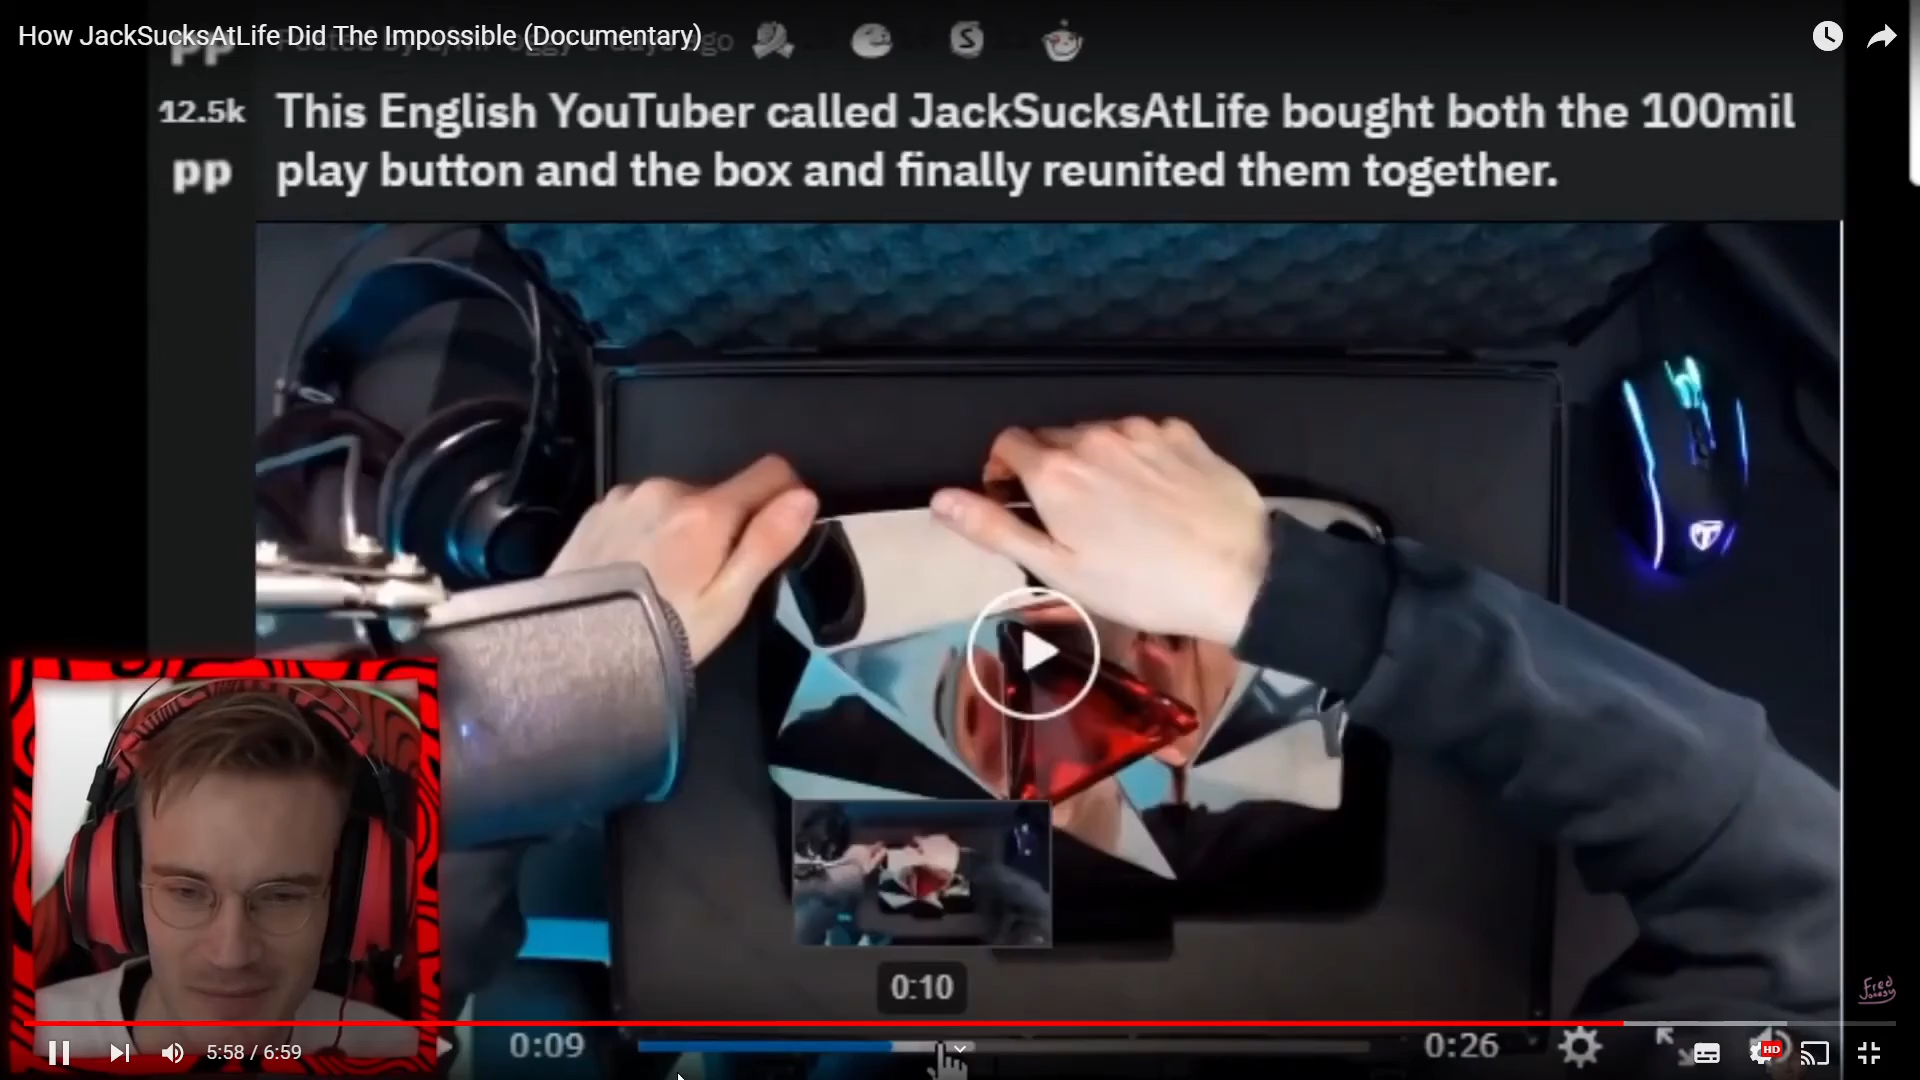 How JackSucksAtLife Did The Impossible (Documentary)
12.5k
This English YouTuber called JackSucksAtLife bought both the 100mil
play button and the box and finally reunited them together.
pp
0:10
Fred
0:09
0:26
5:58 / 6:59
HD